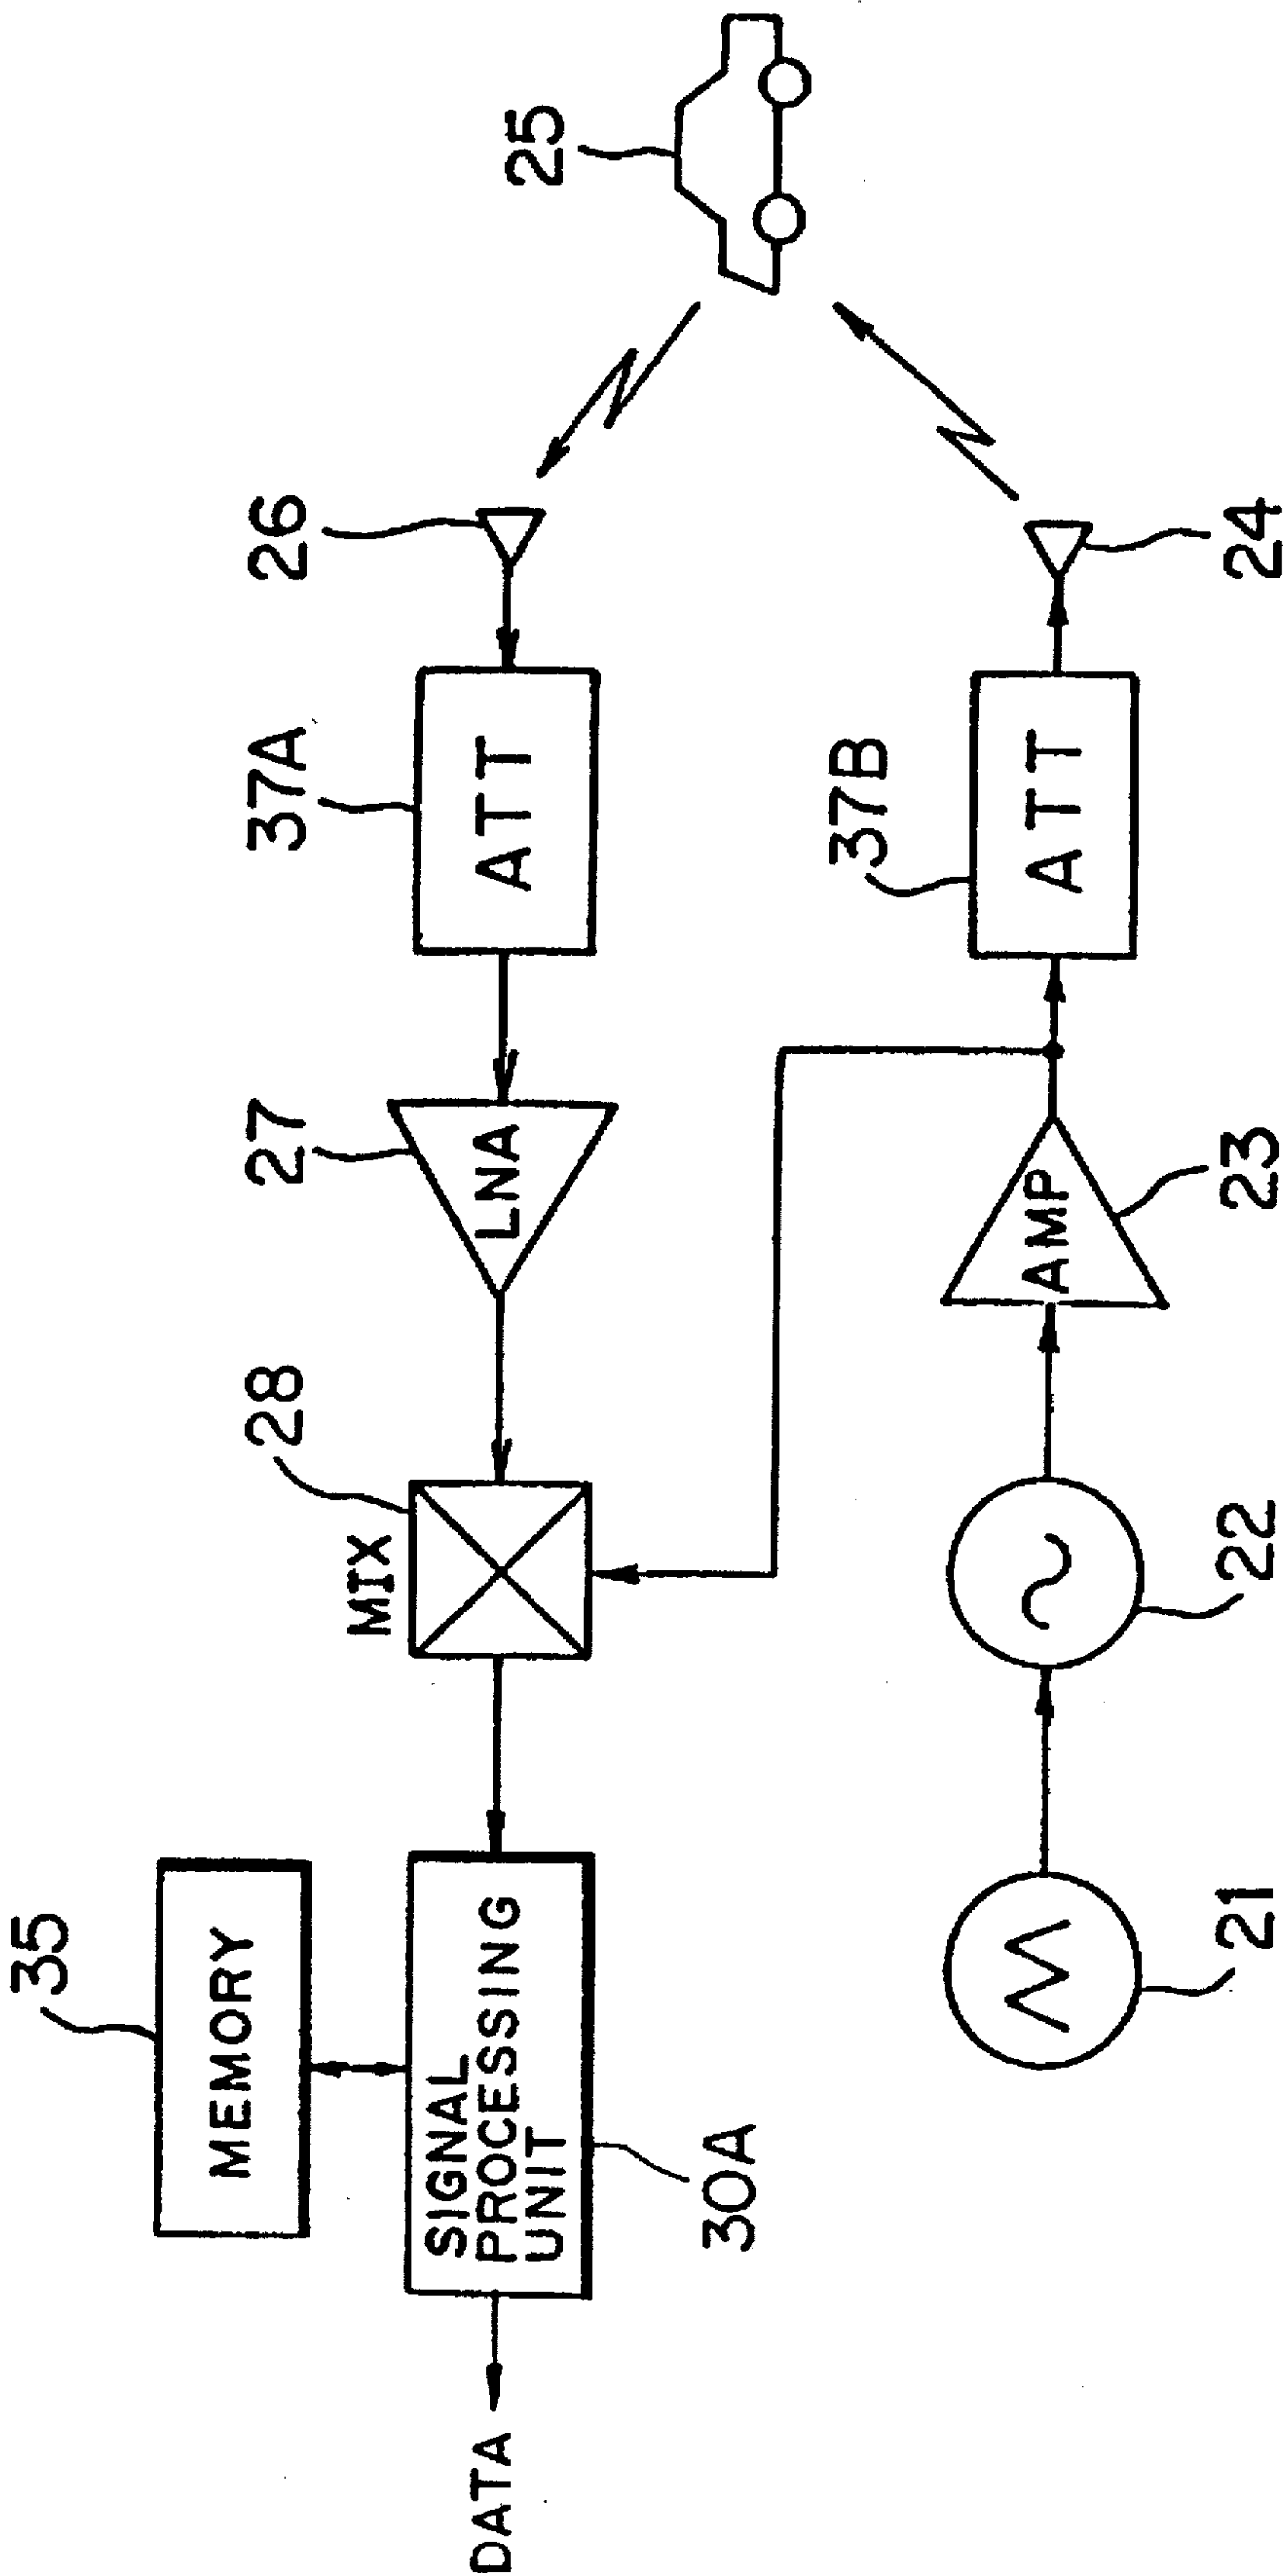 35
MEMORY
DATA
SIGNAL
PROCESSING
UNIT
30A
MIX
28
27
LNA
37A
ATT
26
25
21
22
23
AMP
37B
ATT
24